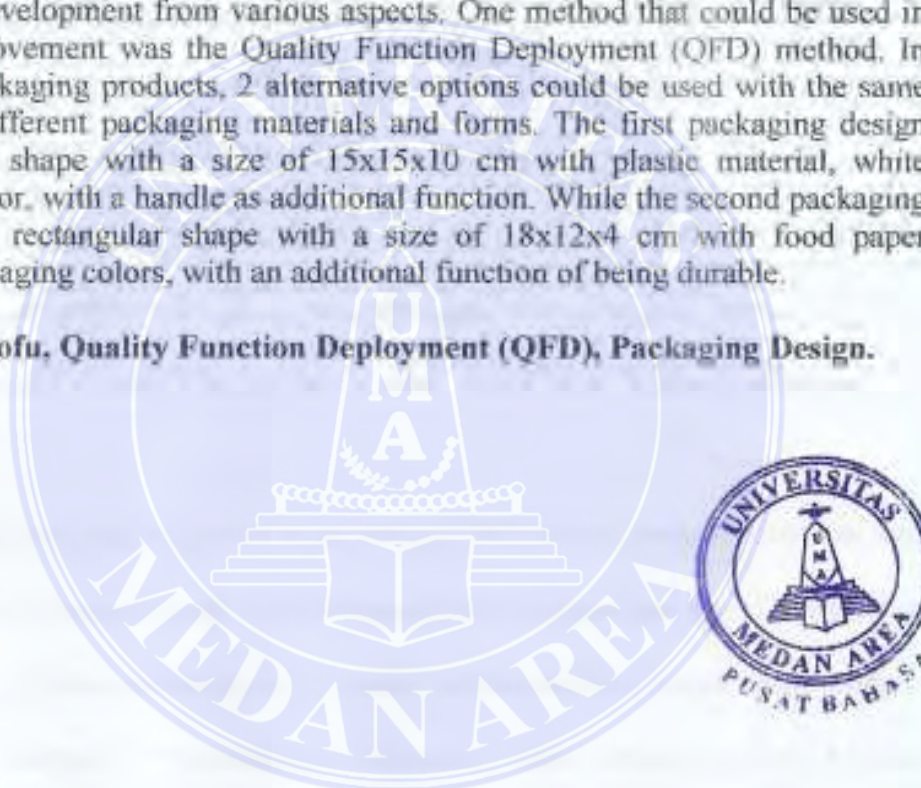 velopment from various aspects. One method that could be used in
ovement was the Quality Function Deployment (QFD) method. In
kaging products, 2 alternative options could be used with the same
fferent packaging materials and forms. The first packaging design
shape with a size of 15x15x10 cm with plastic material, white
or, with a handle as additional function. While the second packaging
rectangular shape with a size of 18x12x4 cm with food paper
aging colors, with an additional function of being durable.
ofu, Quality Function Deployment (QFD), Packaging Design.
UNIVERSITAS
U
M
A
MEDAN AREA
UNIVERSITAS
U
M
A
MEDAN AREA
PUSAT BAHASA